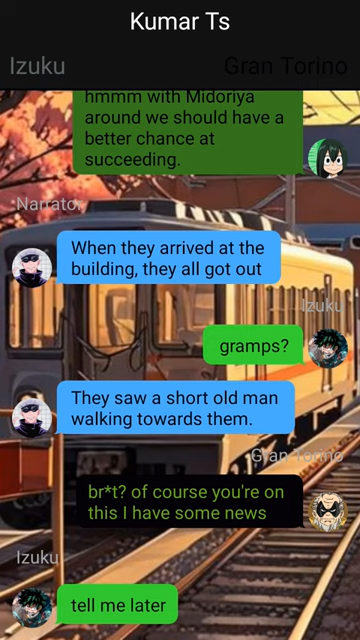 Kumar Ts
Izuku
Gran Torino
hmmm with Midoriya
around we should have a
better chance at
succeeding.
Narrator
When they arrived at the
building, they all got out
Izuku
gramps?
They saw a short old man
walking towards them.
Gran Torino
br*t? of course you're on
this I have some news
Izuku
tell me later